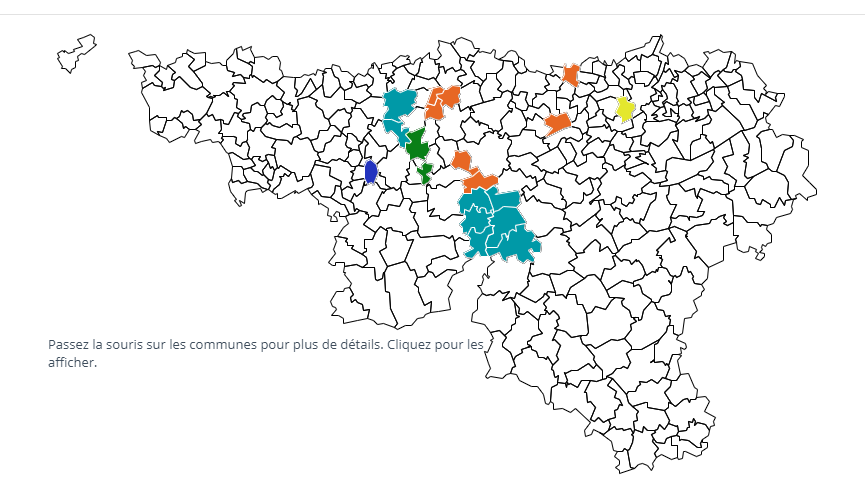 Passez la souris sur les communes pour plus de détails. Cliquez pour les
afficher.